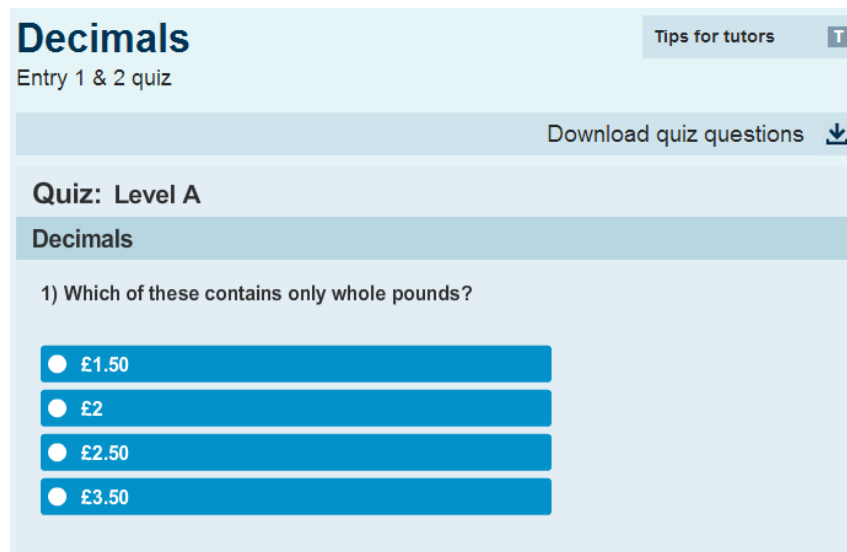 Decimals
Tips for tutors T
Entry 1 & 2 quiz
Download quiz questions
Quiz: Level A
Decimals
1) Which of these contains only whole pounds?
£1.50
£2
£2.50
£3.50